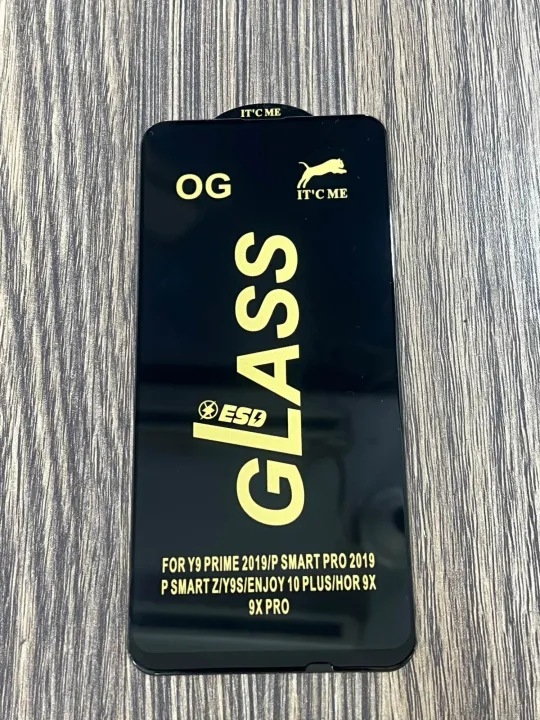 IT'C ME
OG
IT'C ME
GLASS
ESD
FOR Y9 PRIME 2019/P SMART PRO 2019
P SMART Z/Y9S/ENJOY 10 PLUS/HOR 9X
9X PRO